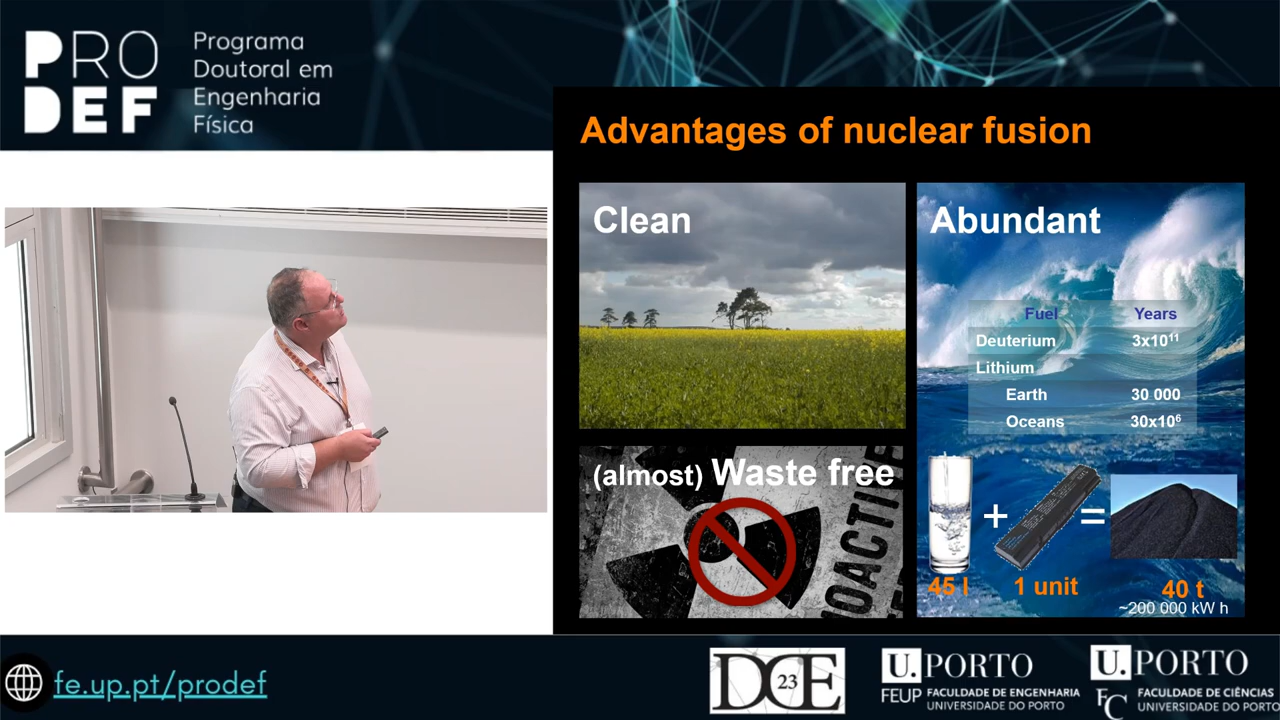 PRO
DEF
Programa
Doutoral em
Engenharia
Física
Advantages of nuclear fusion
Clean
Abundant
Fuel Years
Deuterium 3x10¹¹
Lithium
Earth 30 000
Oceans 30x10⁶
(almost) Waste free
45 l + 1 unit = 40 t
~200 000 kW h
fe.up.pt/prodef
DCE
23
U.PORTO
FEUP FACULDADE DE ENGENHARIA
UNIVERSIDADE DO PORTO
U.PORTO
FC FACULDADE DE CIÊNCIAS
UNIVERSIDADE DO PORTO